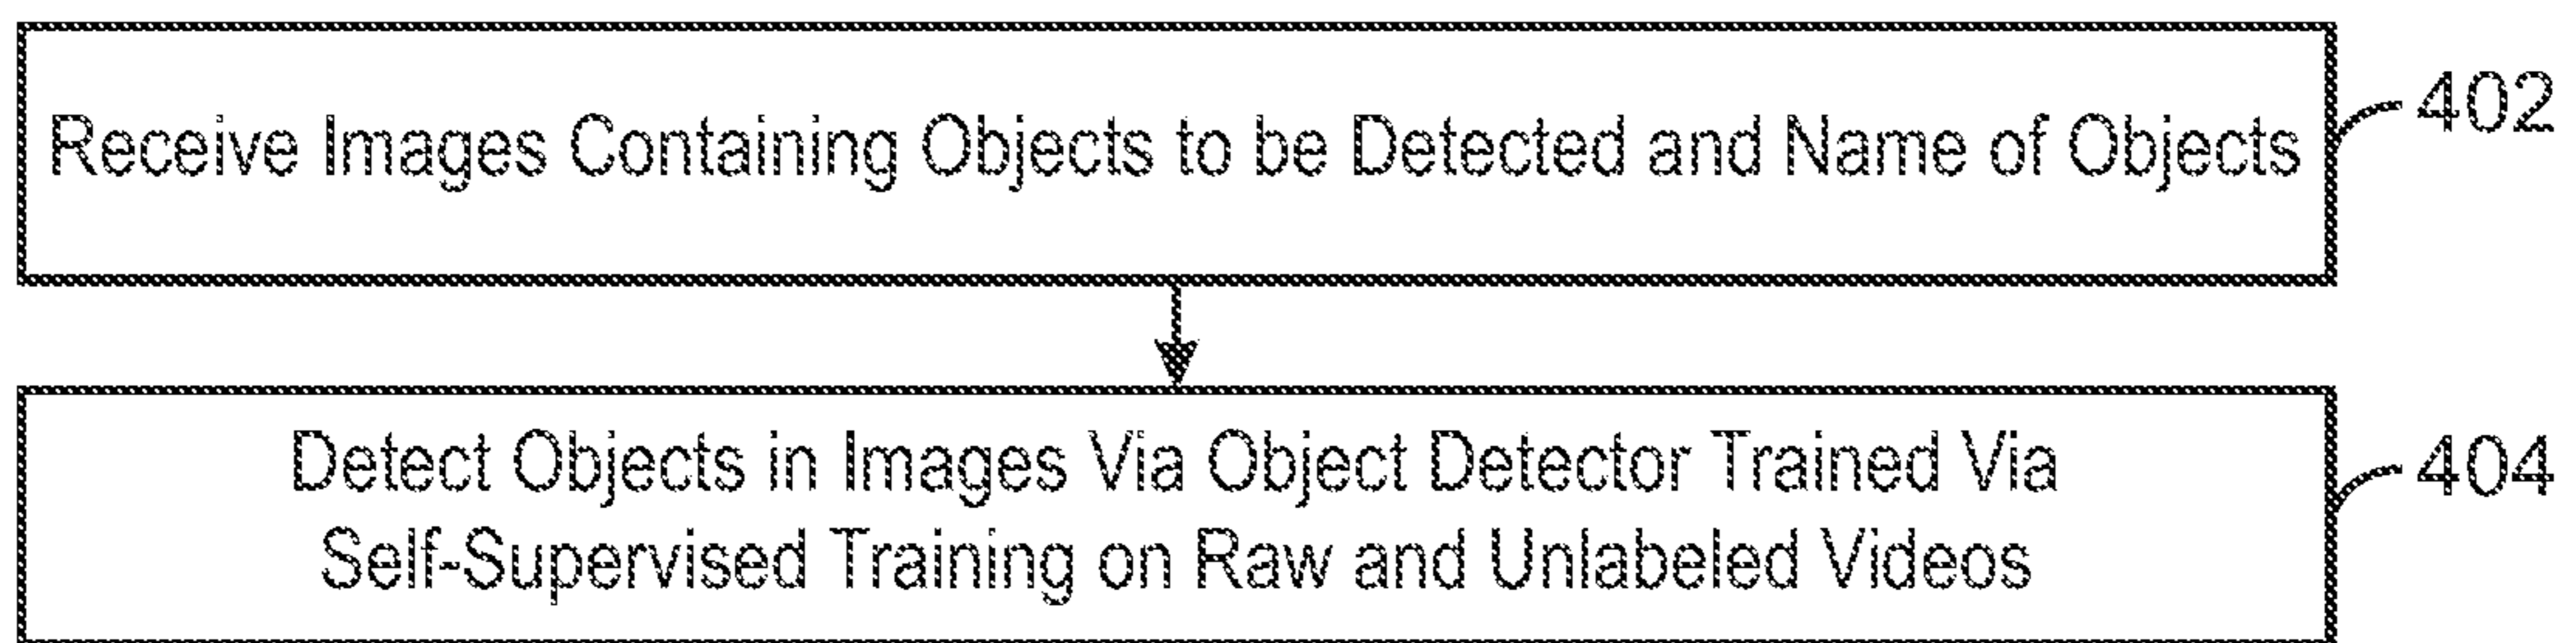 Receive Images Containing Objects to be Detected and Name of Objects
402
Detect Objects in Images Via Object Detector Trained Via
Self-Supervised Training on Raw and Unlabeled Videos
404